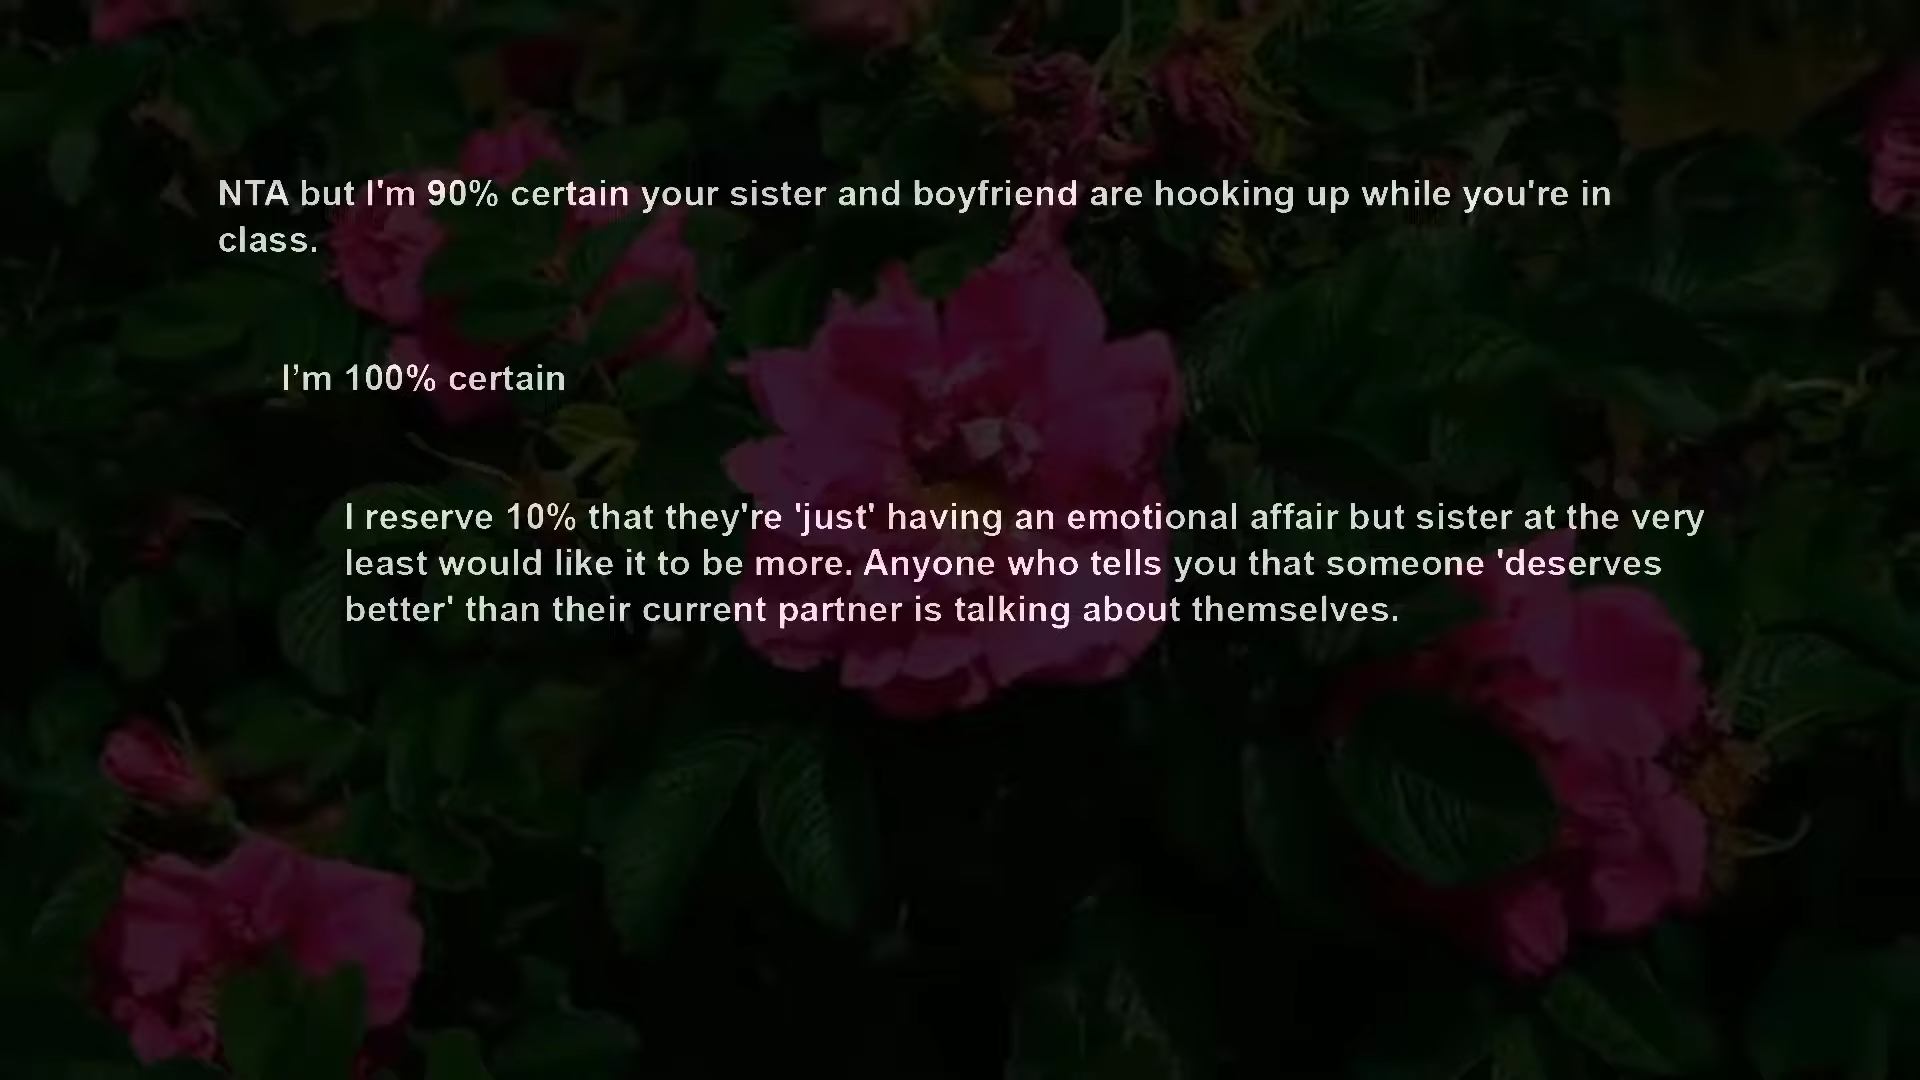 NTA but I'm 90% certain your sister and boyfriend are hooking up while you're in
class.
I’m 100% certain
I reserve 10% that they're 'just' having an emotional affair but sister at the very
least would like it to be more. Anyone who tells you that someone 'deserves
better' than their current partner is talking about themselves.